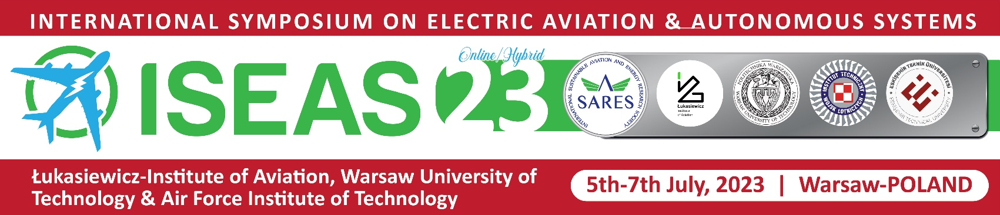 INTERNATIONAL SYMPOSIUM ON ELECTRIC AVIATION & AUTONOMOUS SYSTEMS
Online/Hybrid
ISEAS 23
INTERNATIONAL SUSTAINABLE AVIATION AND ENERGY RESEARCH SOCIETY
SARES
Łukasiewicz
Institute
of Aviation
POLITECHNIKA WARSZAWSKA
WARSAW UNIVERSITY OF TECHNOLOGY
INSTYTUT TECHNICZNY
WOJSK LOTNICZYCH
ESKİŞEHİR TEKNİK ÜNİVERSİTESİ
ESKISEHIR TECHNICAL UNIVERSITY
Łukasiewicz-Institute of Aviation, Warsaw University of
Technology & Air Force Institute of Technology
5th-7th July, 2023 | Warsaw-POLAND